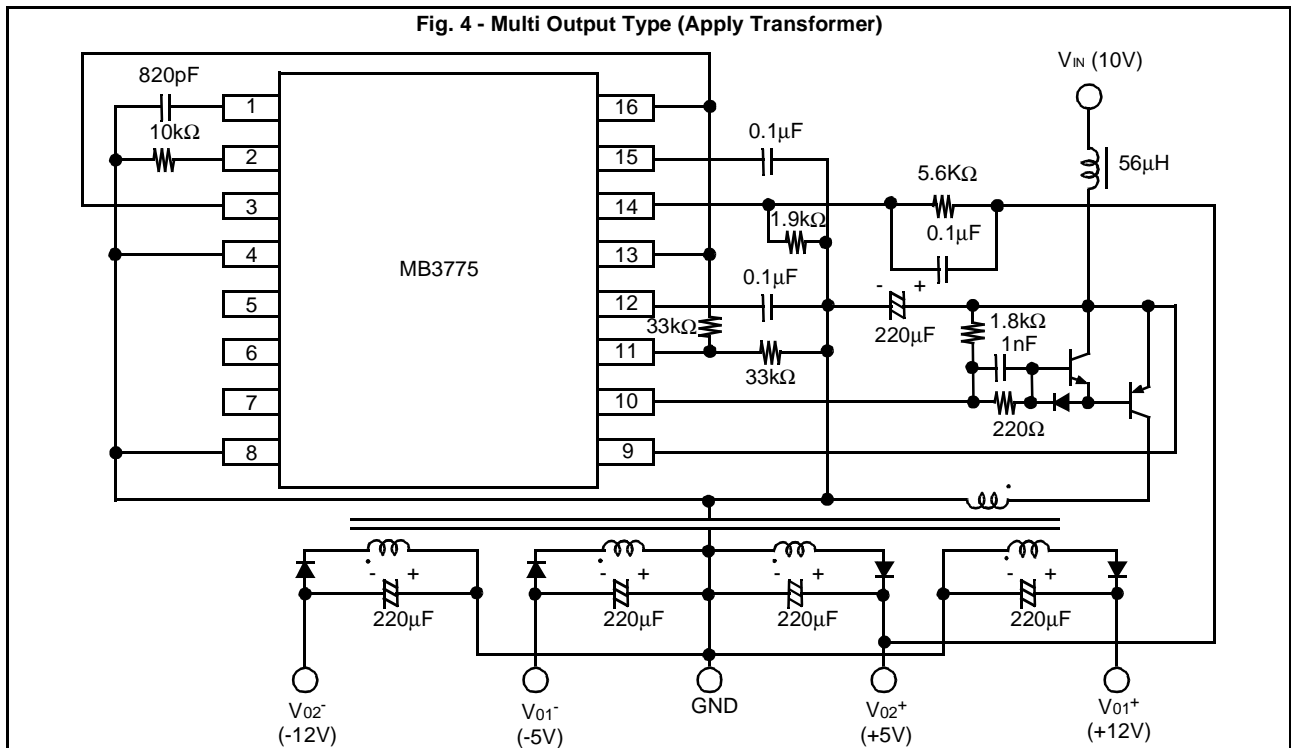 Fig. 4 - Multi Output Type (Apply Transformer)
VIN (10V)
820pF
10kΩ
1
2
3
4
5
6
7
8
MB3775
16
15
14
13
12
11
10
9
0.1μF
1.9kΩ
5.6KΩ
0.1μF
56μH
0.1μF
- +
220μF
33kΩ
33kΩ
1.8kΩ
1nF
220Ω
- +
220μF
- +
220μF
- +
220μF
- +
220μF
V02-
(-12V)
V01-
(-5V)
GND
V02+
(+5V)
V01+
(+12V)